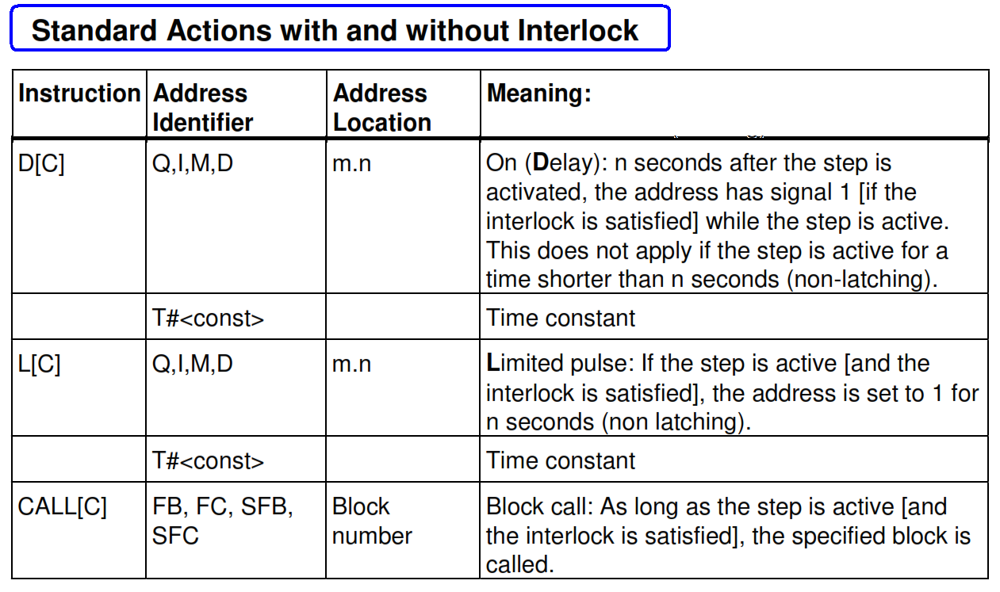 Standard Actions with and without Interlock
Instruction Address Identifier Address Location Meaning:
D[C] Q,I,M,D m.n On (Delay): n seconds after the step is
activated, the address has signal 1 [if the
interlock is satisfied] while the step is active.
This does not apply if the step is active for a
time shorter than n seconds (non-latching).
T#<const> Time constant
L[C] Q,I,M,D m.n Limited pulse: If the step is active [and the
interlock is satisfied], the address is set to 1 for
n seconds (non latching).
T#<const> Time constant
CALL[C] FB, FC, SFB, SFC Block number Block call: As long as the step is active [and
the interlock is satisfied], the specified block is
called.